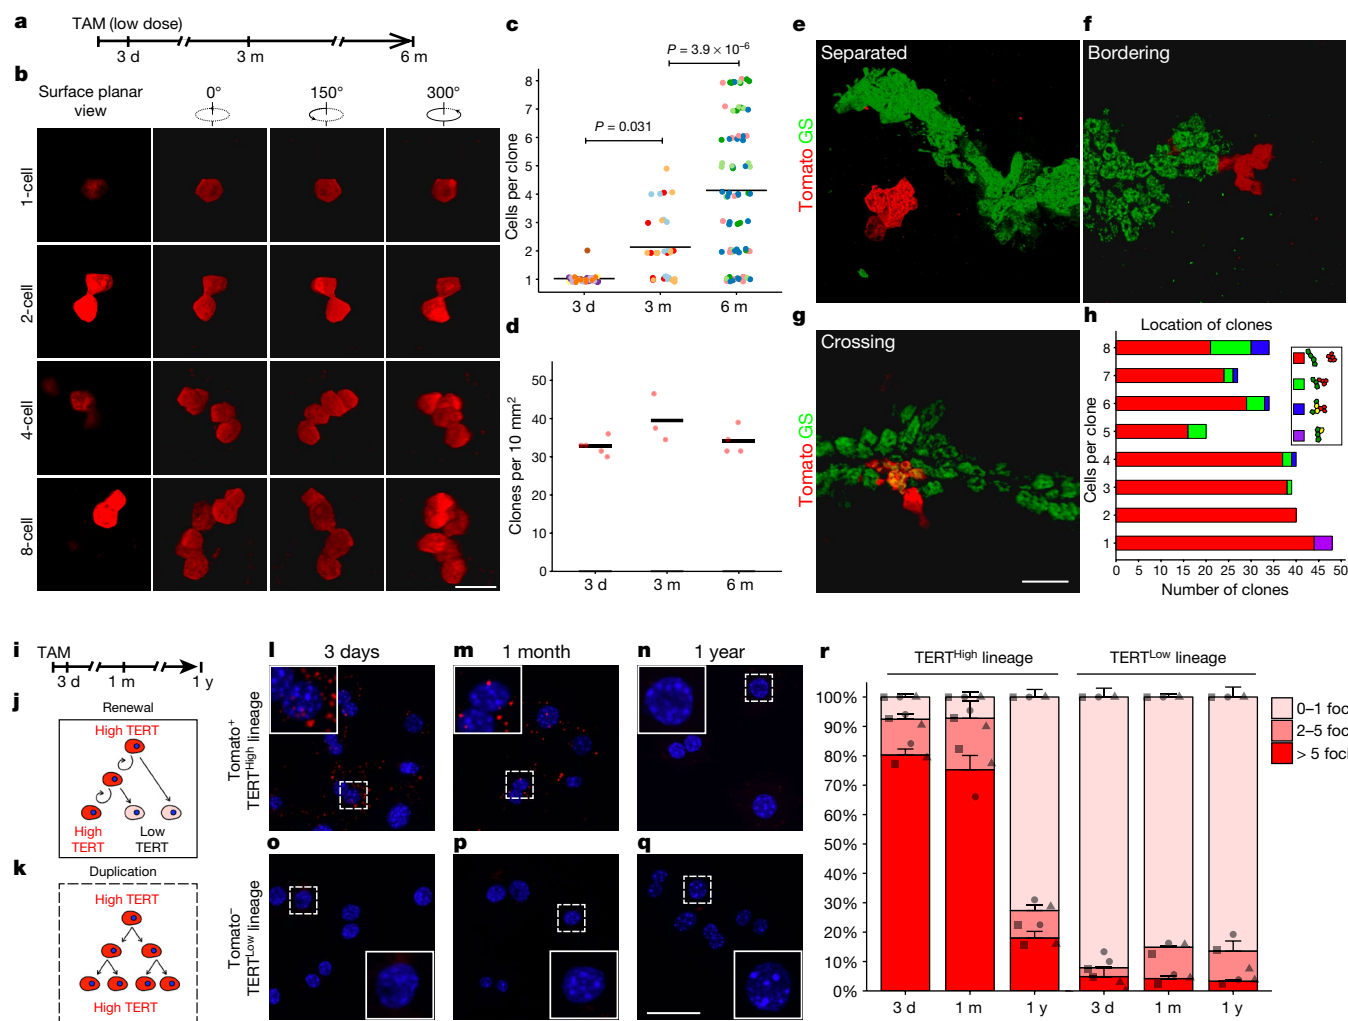 a
TAM (low dose)
3 d
3 m
6 m
b
Surface planar
view
0°
150°
300°
1-cell
2-cell
4-cell
8-cell
c
P = 3.9 × 10⁻⁶
P = 0.031
Cells per clone
8
7
6
5
4
3
2
1
3 d
3 m
6 m
d
Clones per 10 mm²
50
40
30
20
10
0
3 d
3 m
6 m
e
Separated
Tomato GS
f
Bordering
g
Crossing
Tomato GS
h
Location of clones
Cells per clone
8
7
6
5
4
3
2
1
0 5 10 15 20 25 30 35 40 45 50
Number of clones
i
TAM
3 d
1 m
1 y
j
Renewal
High TERT
High
TERT
Low
TERT
k
Duplication
High TERT
High TERT
l
3 days
m
1 month
n
1 year
Tomato⁺
TERTᴴⁱᵍʰ lineage
o
p
q
Tomato⁻
TERTᴸᵒʷ lineage
r
TERTᴴⁱᵍʰ lineage
TERTᴸᵒʷ lineage
100%
90%
80%
70%
60%
50%
40%
30%
20%
10%
0%
3 d
1 m
1 y
3 d
1 m
1 y
0–1 foc
2–5 foc
> 5 foci